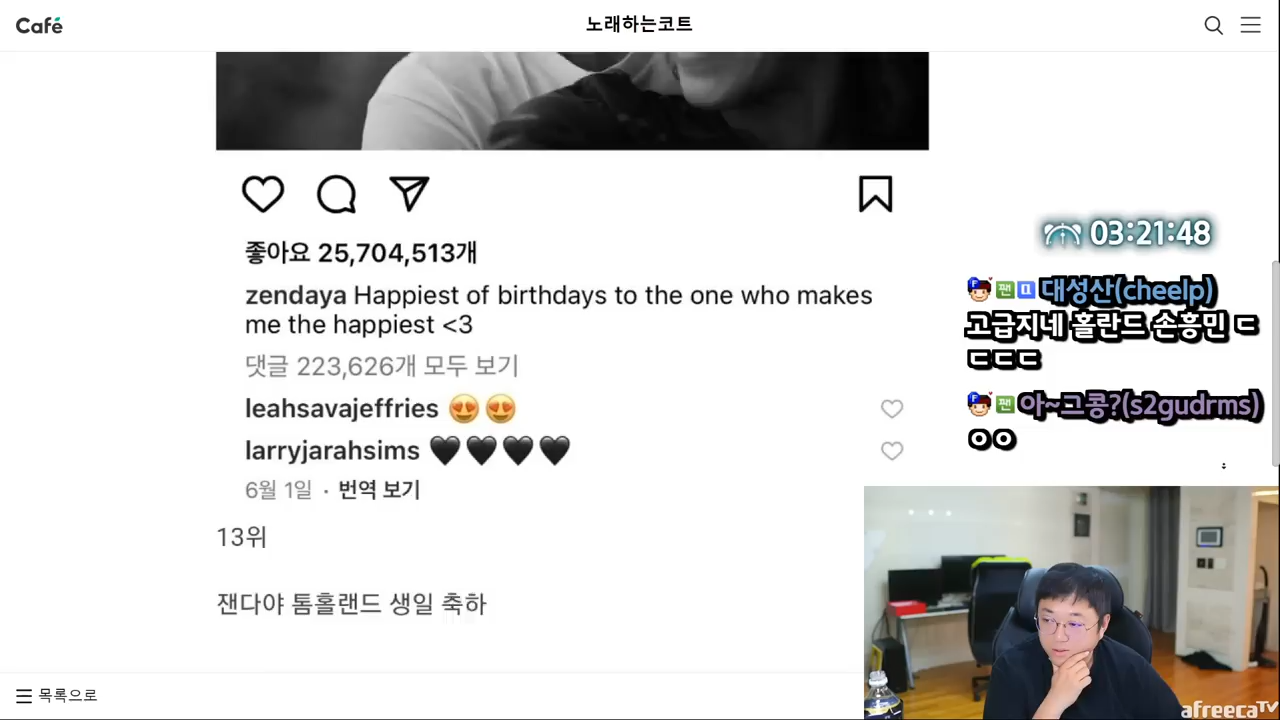 Café
노래하는코트
좋아요 25,704,513개
zendaya Happiest of birthdays to the one who makes
me the happiest <3
댓글 223,626개 모두 보기
leahsavajeffries 😍😍
larryjarahsims 🖤🖤🖤🖤
6월 1일 · 번역 보기
13위
잰다야 톰홀랜드 생일 축하
목록으로
03:21:48
팬 대성산(cheelp)
고급지네 홀란드 손흥민 ㄷ
ㄷㄷㄷㄷ
팬 아~그콩?(s2gudrms)
ㅇㅇ
afreecaTV